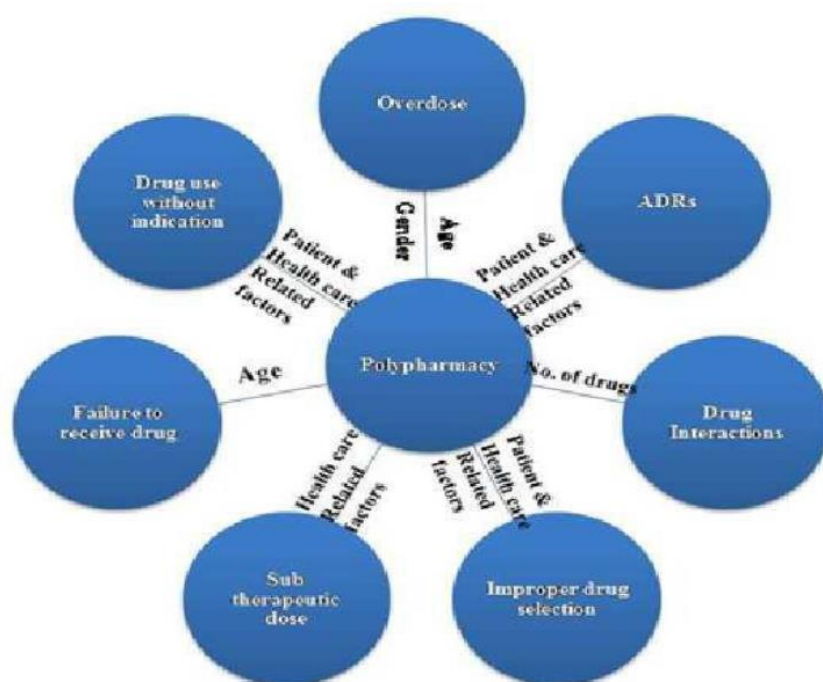 Overdose
Gender
Age
Drug use
without
indication
Patient &
Health care
Related
factors
ADRs
Patient &
Health care
Related
factors
Polypharmacy
Age
Failure to
receive drug
No. of drugs
Drug
Interactions
Health care
Related
factors
Sub
therapeutic
dose
Patient &
Health care
Related
factors
Improper drug
selection